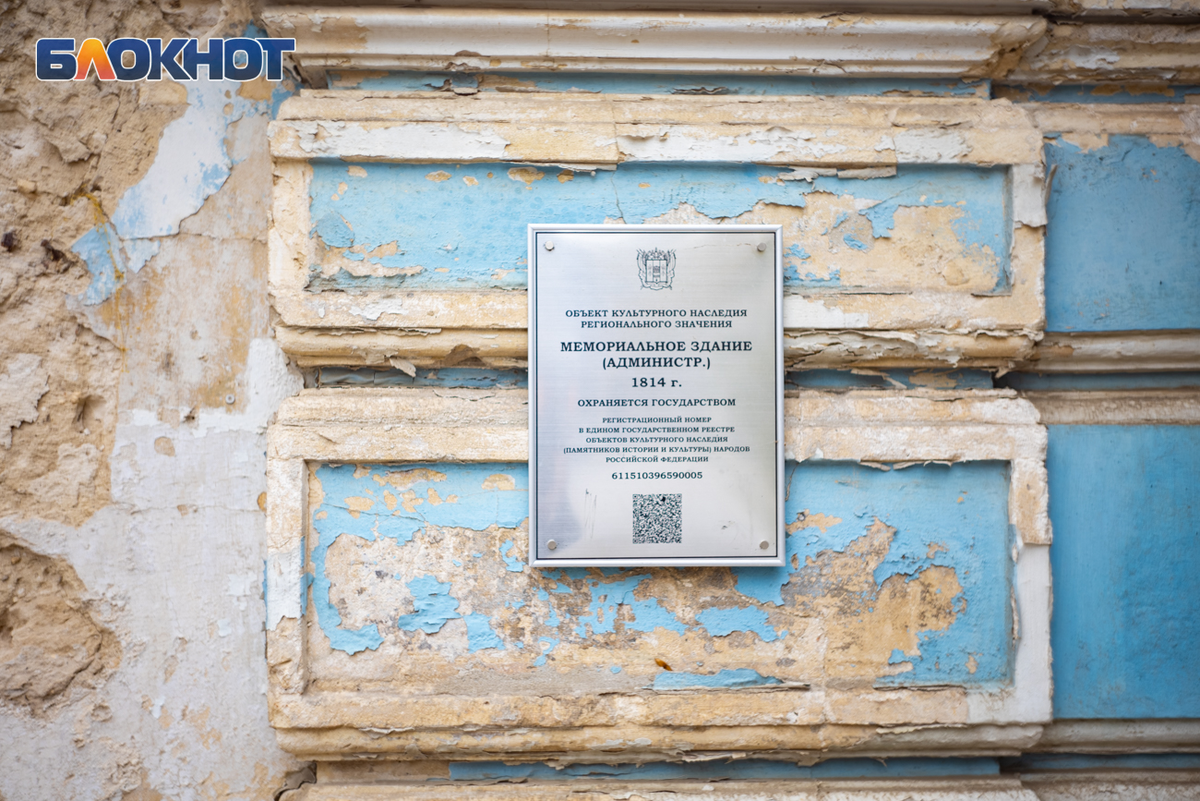 БЛОКНОТ
ОБЪЕКТ КУЛЬТУРНОГО НАСЛЕДИЯ
РЕГИОНАЛЬНОГО ЗНАЧЕНИЯ
МЕМОРИАЛЬНОЕ ЗДАНИЕ
(АДМИНИСТР.)
1814 г.
ОХРАНЯЕТСЯ ГОСУДАРСТВОМ
РЕГИСТРАЦИОННЫЙ НОМЕР
В ЕДИНОМ ГОСУДАРСТВЕННОМ РЕЕСТРЕ
ОБЪЕКТОВ КУЛЬТУРНОГО НАСЛЕДИЯ
(ПАМЯТНИКОВ ИСТОРИИ И КУЛЬТУРЫ) НАРОДОВ
РОССИЙСКОЙ ФЕДЕРАЦИИ
611510396590005